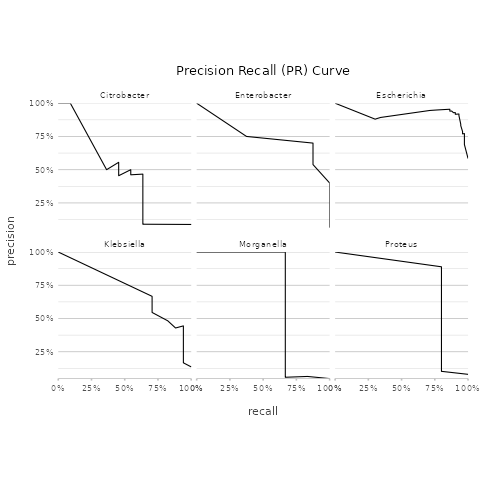 Precision Recall (PR) Curve
Citrobacter Enterobacter Escherichia
100%
75%
50%
25%
Klebsiella Morganella Proteus
100%
75%
50%
25%
0% 25% 50% 75% 100% 0% 25% 50% 75% 100% 0% 25% 50% 75% 100%
recall
precision